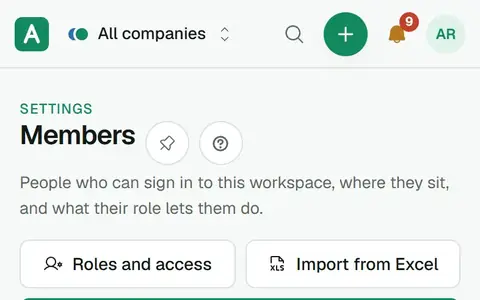 A
All companies
9
AR
SETTINGS
Members
People who can sign in to this workspace, where they sit,
and what their role lets them do.
Roles and access
XLS
Import from Excel